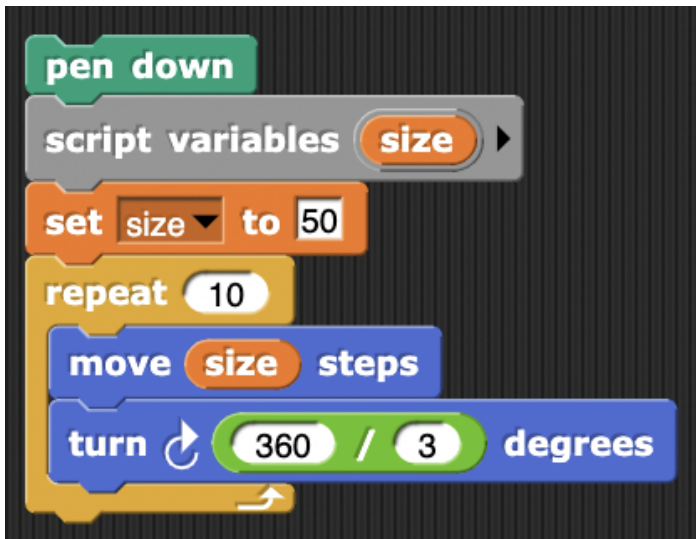 pen down
script variables size
set size to 50
repeat 10
move size steps
turn 360 / 3 degrees